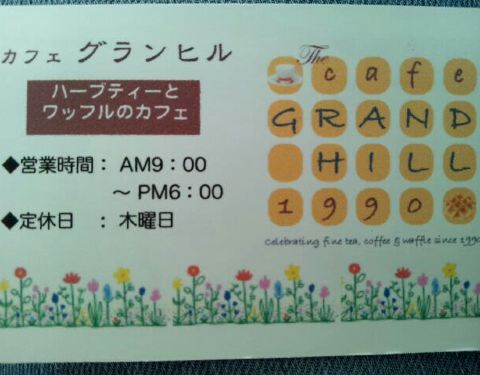 カフェ グランヒル
ハーブティーと
ワッフルのカフェ
◆営業時間： AM9：00
～ PM6：00
◆定休日 ： 木曜日
The
cafe
GRAND
HILL
1990
Celebrating fine tea, coffee & waffle since 1990